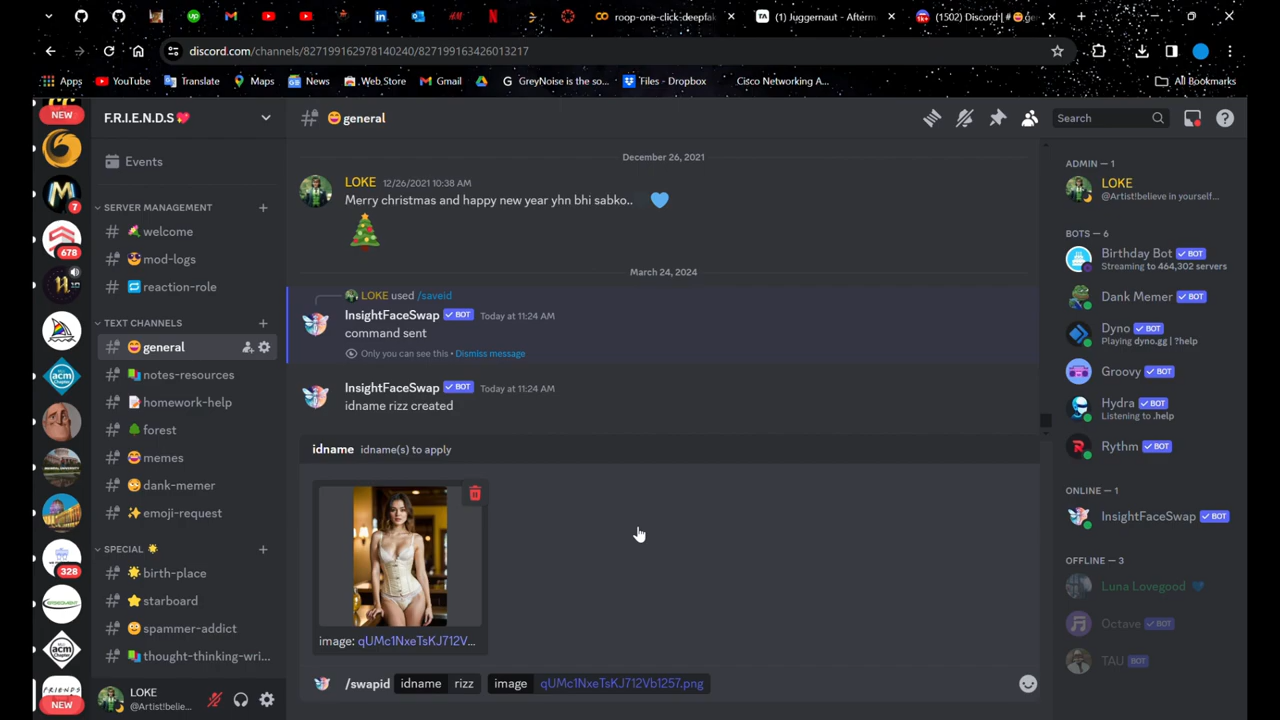 roop-one-click-deepfak
(1) Juggernaut - Afterm
(1502) Discord | #😄ge
discord.com/channels/827199162978140240/827199163426013217
Apps
YouTube
Translate
Maps
News
Web Store
Gmail
GreyNoise is the so...
Files - Dropbox
Cisco Networking A...
All Bookmarks
NEW
7
678
328
NEW
F.R.I.E.N.D.S💖
Events
SERVER MANAGEMENT
welcome
mod-logs
reaction-role
TEXT CHANNELS
general
notes-resources
homework-help
forest
memes
dank-memer
emoji-request
SPECIAL 🌟
birth-place
starboard
spammer-addict
thought-thinking-wri...
LOKE
@Artist!belie...
general
Search
December 26, 2021
LOKE 12/26/2021 10:38 AM
Merry christmas and happy new year yhn bhi sabko..
March 24, 2024
LOKE used /saveid
InsightFaceSwap BOT Today at 11:24 AM
command sent
Only you can see this • Dismiss message
InsightFaceSwap BOT Today at 11:24 AM
idname rizz created
idname idname(s) to apply
image: qUMc1NxeTsKJ712V...
/swapid idname rizz image qUMc1NxeTsKJ712Vb1257.png
ADMIN — 1
LOKE
@Artist!believe in yourself...
BOTS — 6
Birthday Bot BOT
Streaming to 464,302 servers
Dank Memer BOT
Dyno BOT
Playing dyno.gg | ?help
Groovy BOT
Hydra BOT
Listening to .help
Rythm BOT
ONLINE — 1
InsightFaceSwap BOT
OFFLINE — 3
Luna Lovegood
Octave BOT
TAU BOT